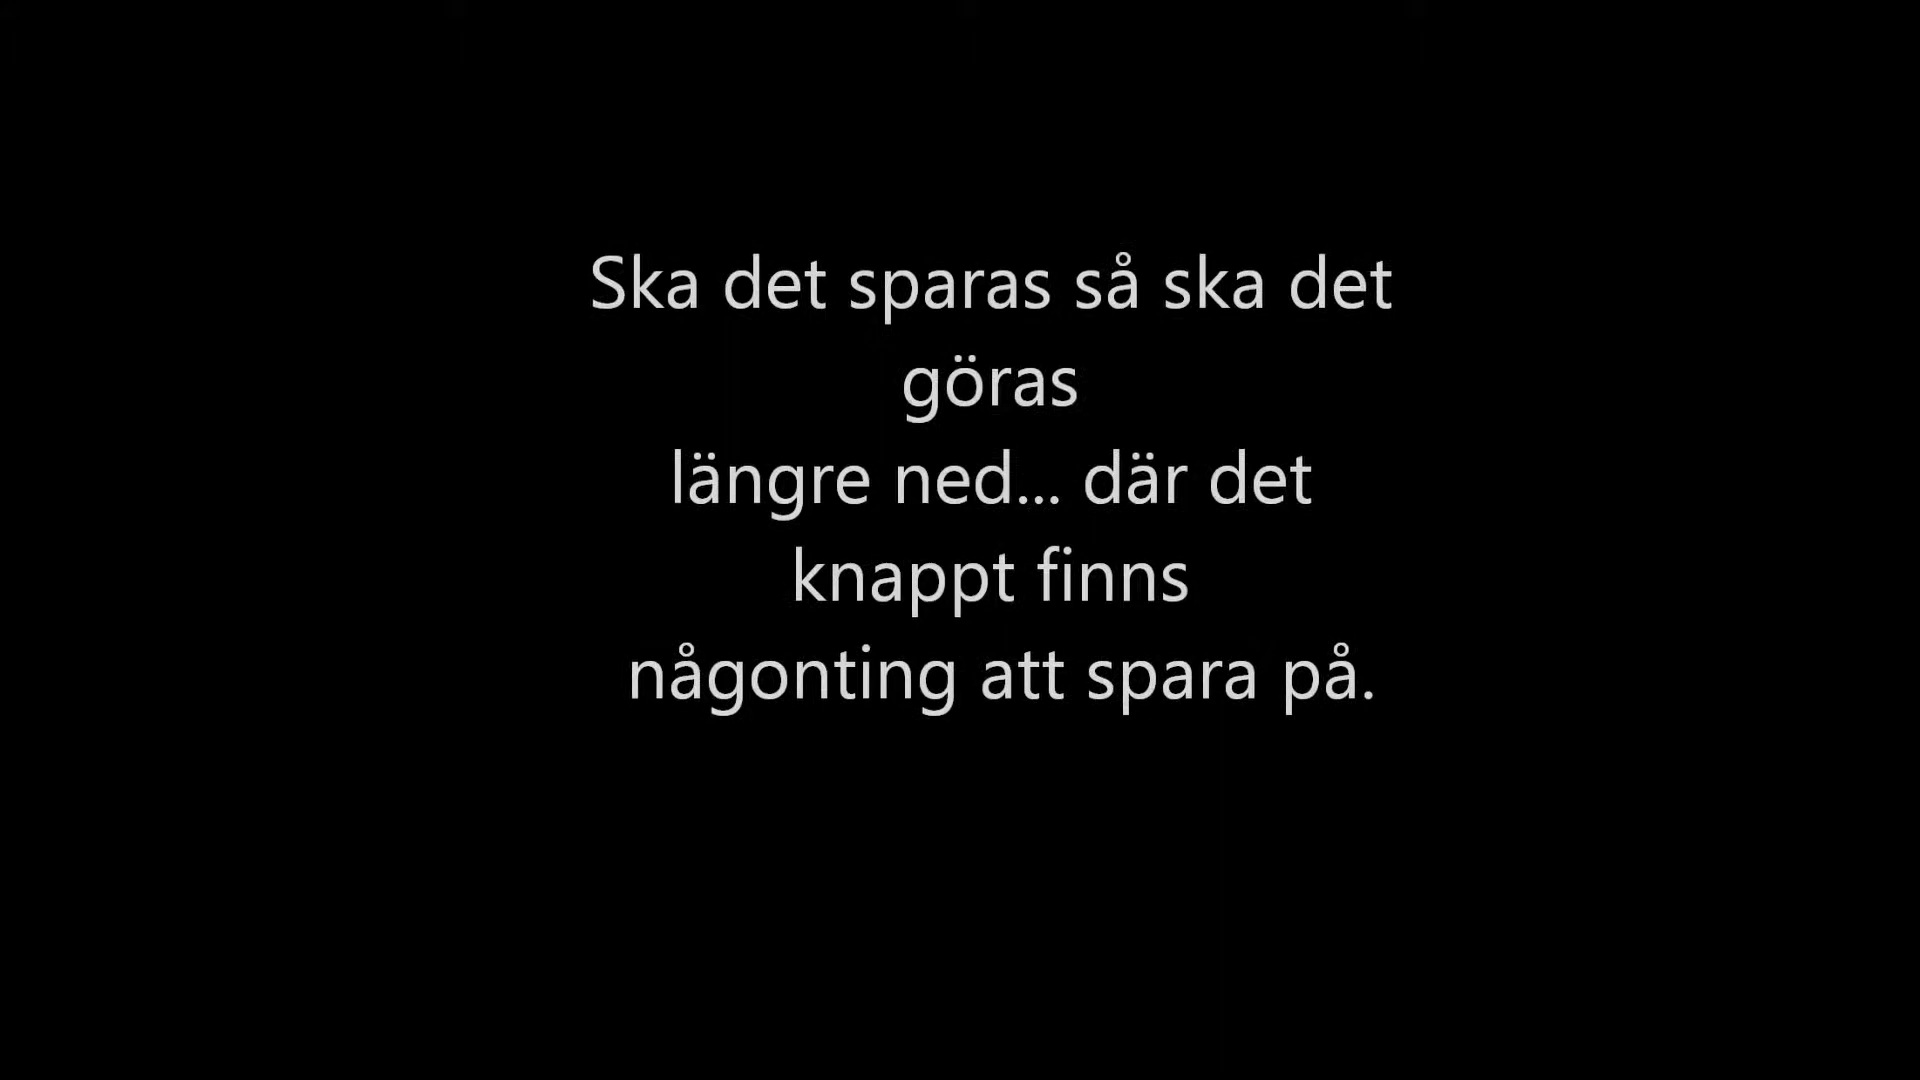 Ska det sparas så ska det
göras
längre ned... där det
knappt finns
någonting att spara på.